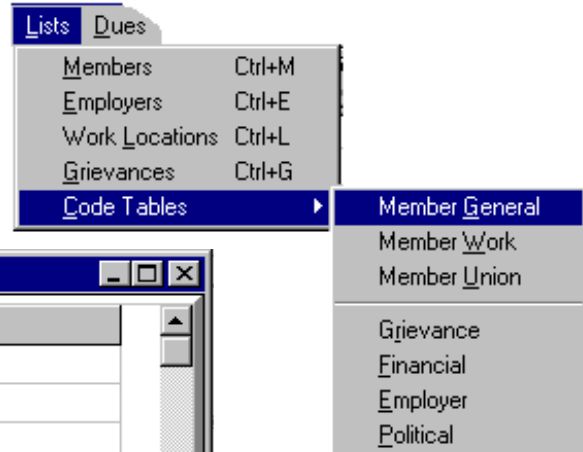 Lists Dues
Members Ctrl+M
Employers Ctrl+E
Work Locations Ctrl+L
Grievances Ctrl+G
Code Tables
Member General
Member Work
Member Union
Grievance
Financial
Employer
Political